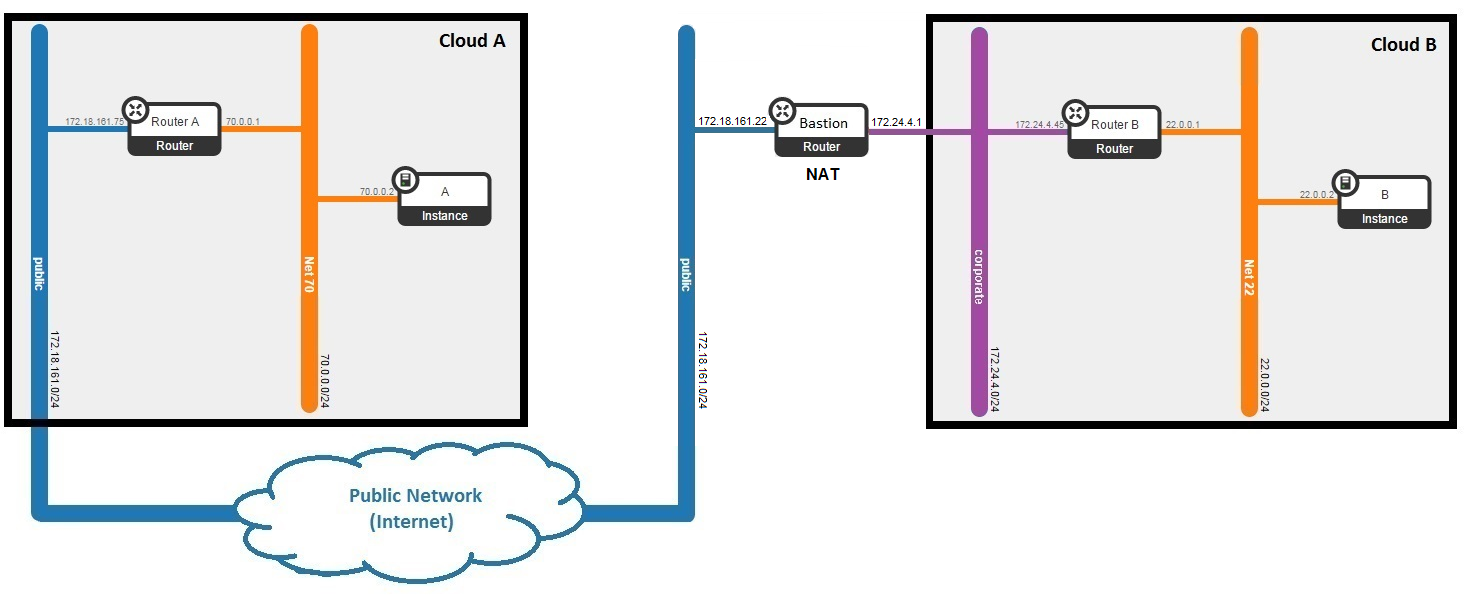 Cloud A
172.18.161.75
Router A
Router
70.0.0.1
70.0.0.2
A
Instance
public
172.18.161.0/24
Net 70
70.0.0.0/24
Public Network
(Internet)
public
172.18.161.0/24
172.18.161.22
Bastion
Router
NAT
172.24.4.1
Cloud B
corporate
172.24.4.0/24
172.24.4.45
Router B
Router
22.0.0.1
22.0.0.2
B
Instance
Net 22
22.0.0.0/24